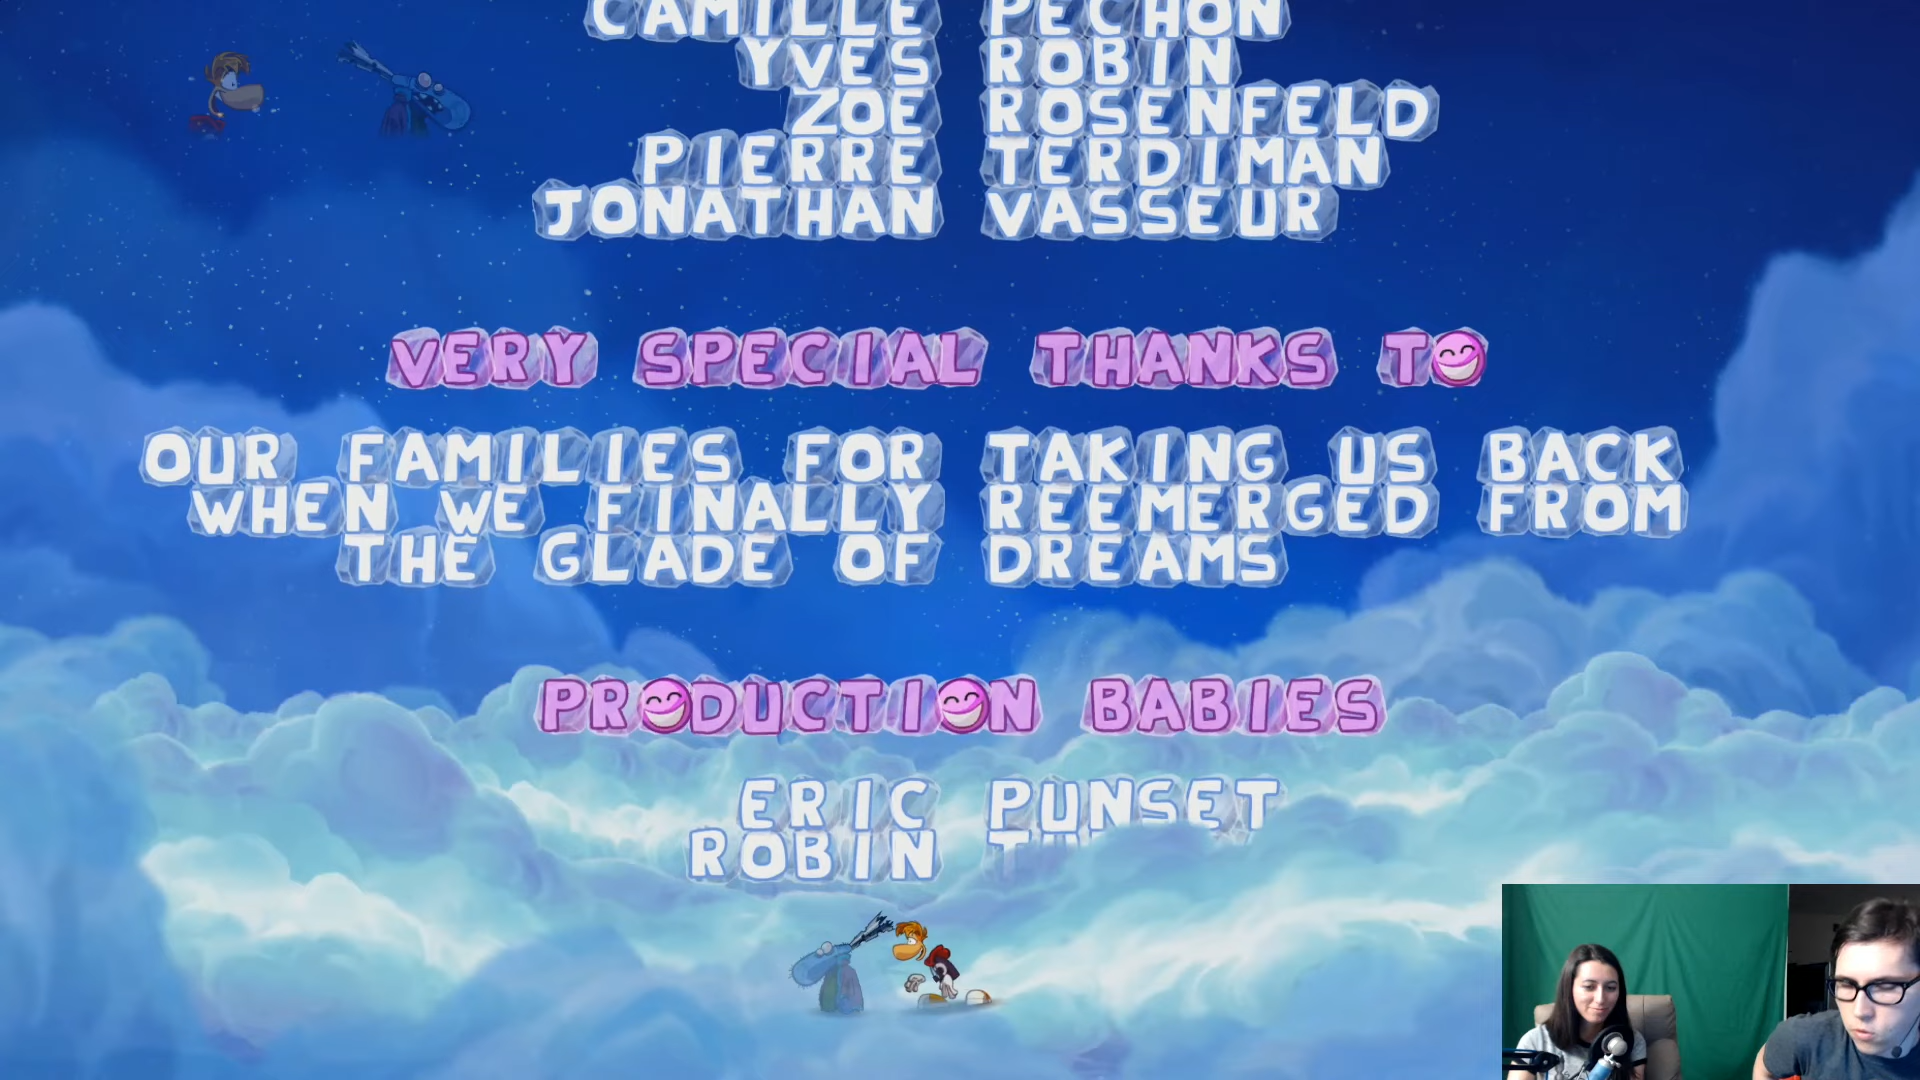 CAMILLE PECHON
YVES ROBIN
ZOE ROSENFELD
PIERRE TERDIMAN
JONATHAN VASSEUR
VERY SPECIAL THANKS TO
OUR FAMILIES FOR TAKING US BACK
WHEN WE FINALLY REEMERGED FROM
THE GLADE OF DREAMS
PRODUCTION BABIES
ERIC PUNSET
ROBIN